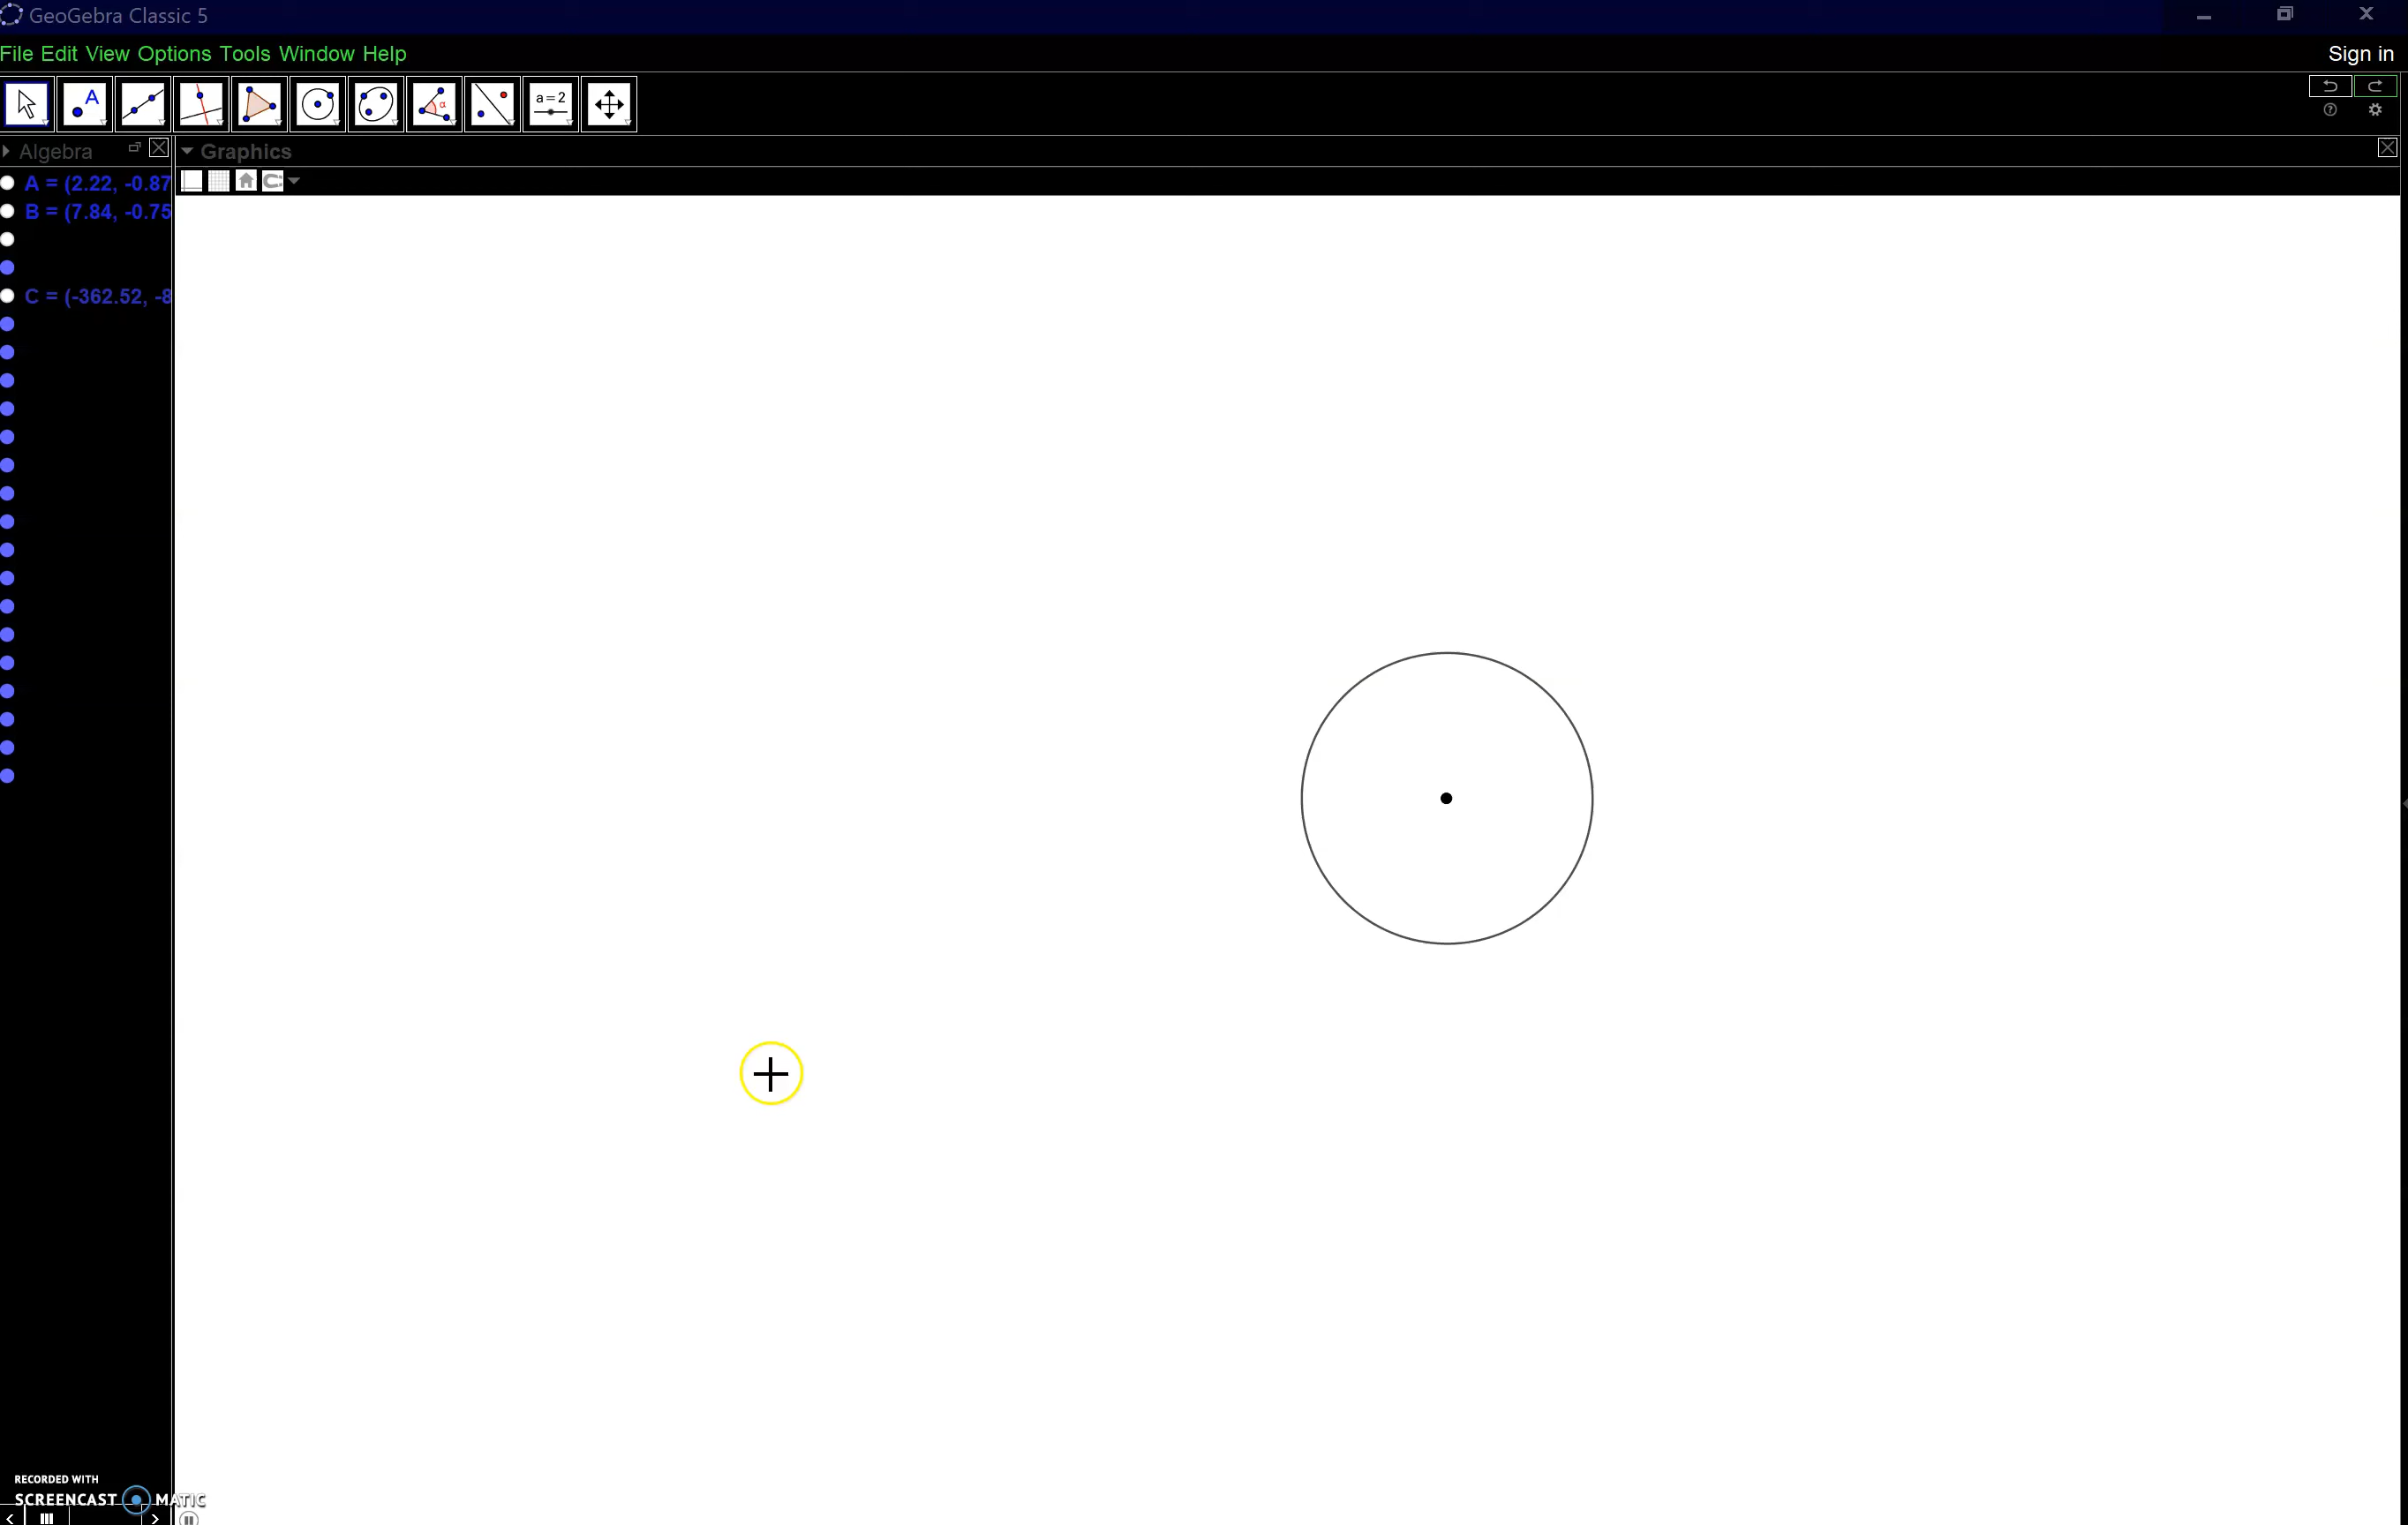 GeoGebra Classic 5
File Edit View Options Tools Window Help
Sign in
A
α
a=2
Algebra
Graphics
A = (2.22, -0.87
B = (7.84, -0.75
C = (-362.52, -8
RECORDED WITH
SCREENCAST MATIC